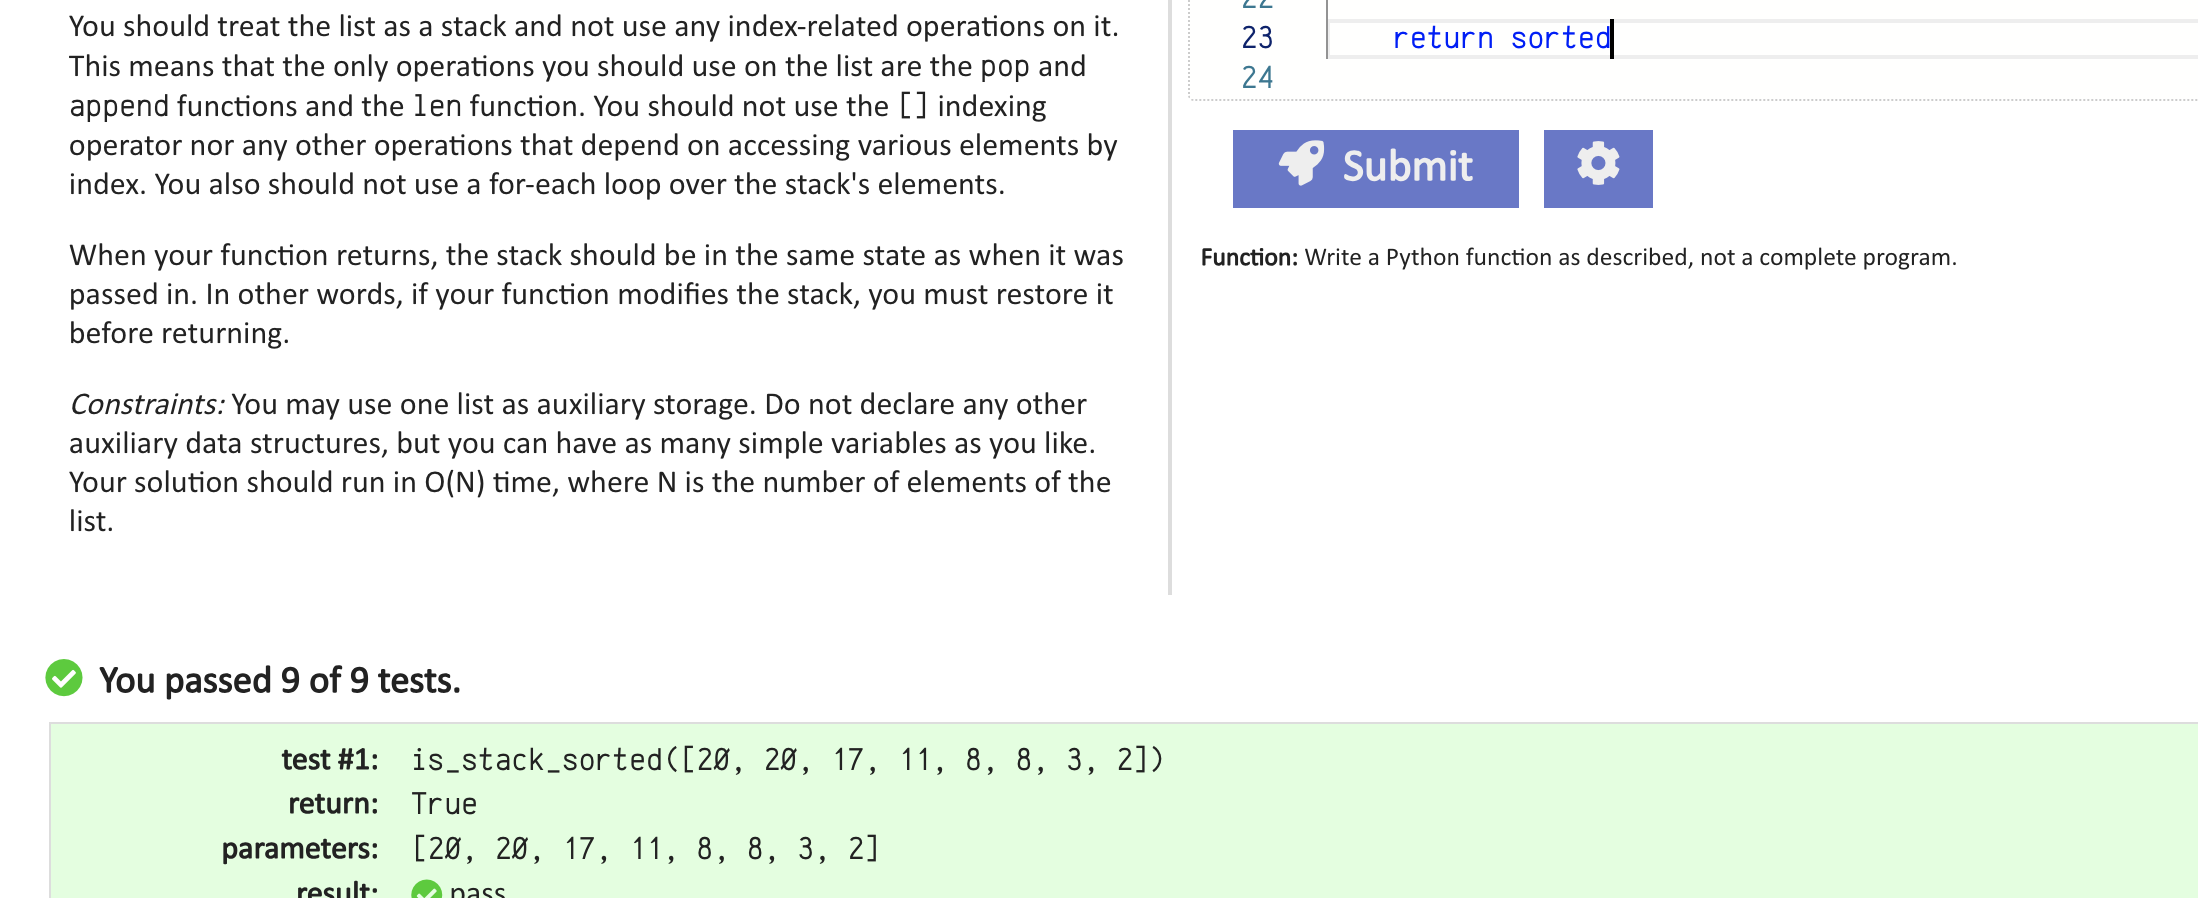 You should treat the list as a stack and not use any index-related operations on it.
This means that the only operations you should use on the list are the pop and
append functions and the len function. You should not use the [] indexing
operator nor any other operations that depend on accessing various elements by
index. You also should not use a for-each loop over the stack's elements.
When your function returns, the stack should be in the same state as when it was
passed in. In other words, if your function modifies the stack, you must restore it
before returning.
Constraints: You may use one list as auxiliary storage. Do not declare any other
auxiliary data structures, but you can have as many simple variables as you like.
Your solution should run in O(N) time, where N is the number of elements of the
list.
22
23 return sorted
24
Submit
Function: Write a Python function as described, not a complete program.
You passed 9 of 9 tests.
test #1: is_stack_sorted([20, 20, 17, 11, 8, 8, 3, 2])
return: True
parameters: [20, 20, 17, 11, 8, 8, 3, 2]
result: pass